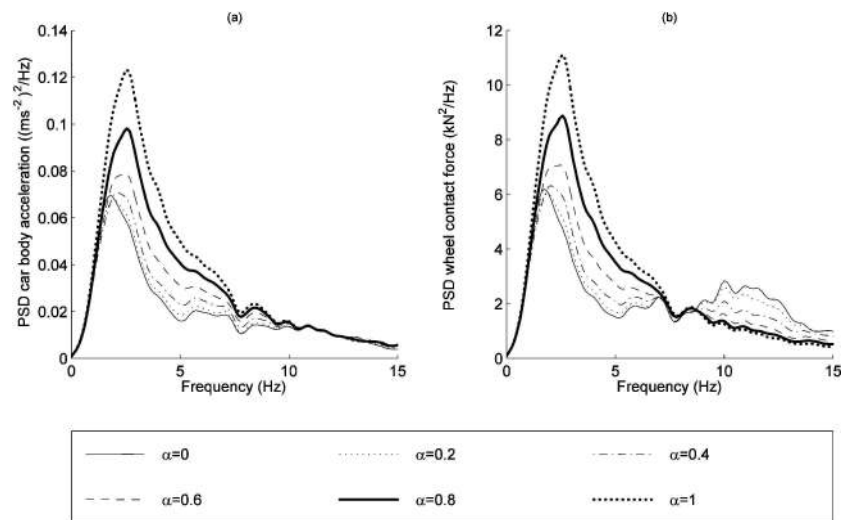 (a)
(b)
PSD car body acceleration ((ms⁻²)²/Hz)
0.14
0.12
0.1
0.08
0.06
0.04
0.02
0
0 5 10 15
Frequency (Hz)
PSD wheel contact force (kN²/Hz)
12
10
8
6
4
2
0
0 5 10 15
Frequency (Hz)
α=0 α=0.2 α=0.4
α=0.6 α=0.8 α=1